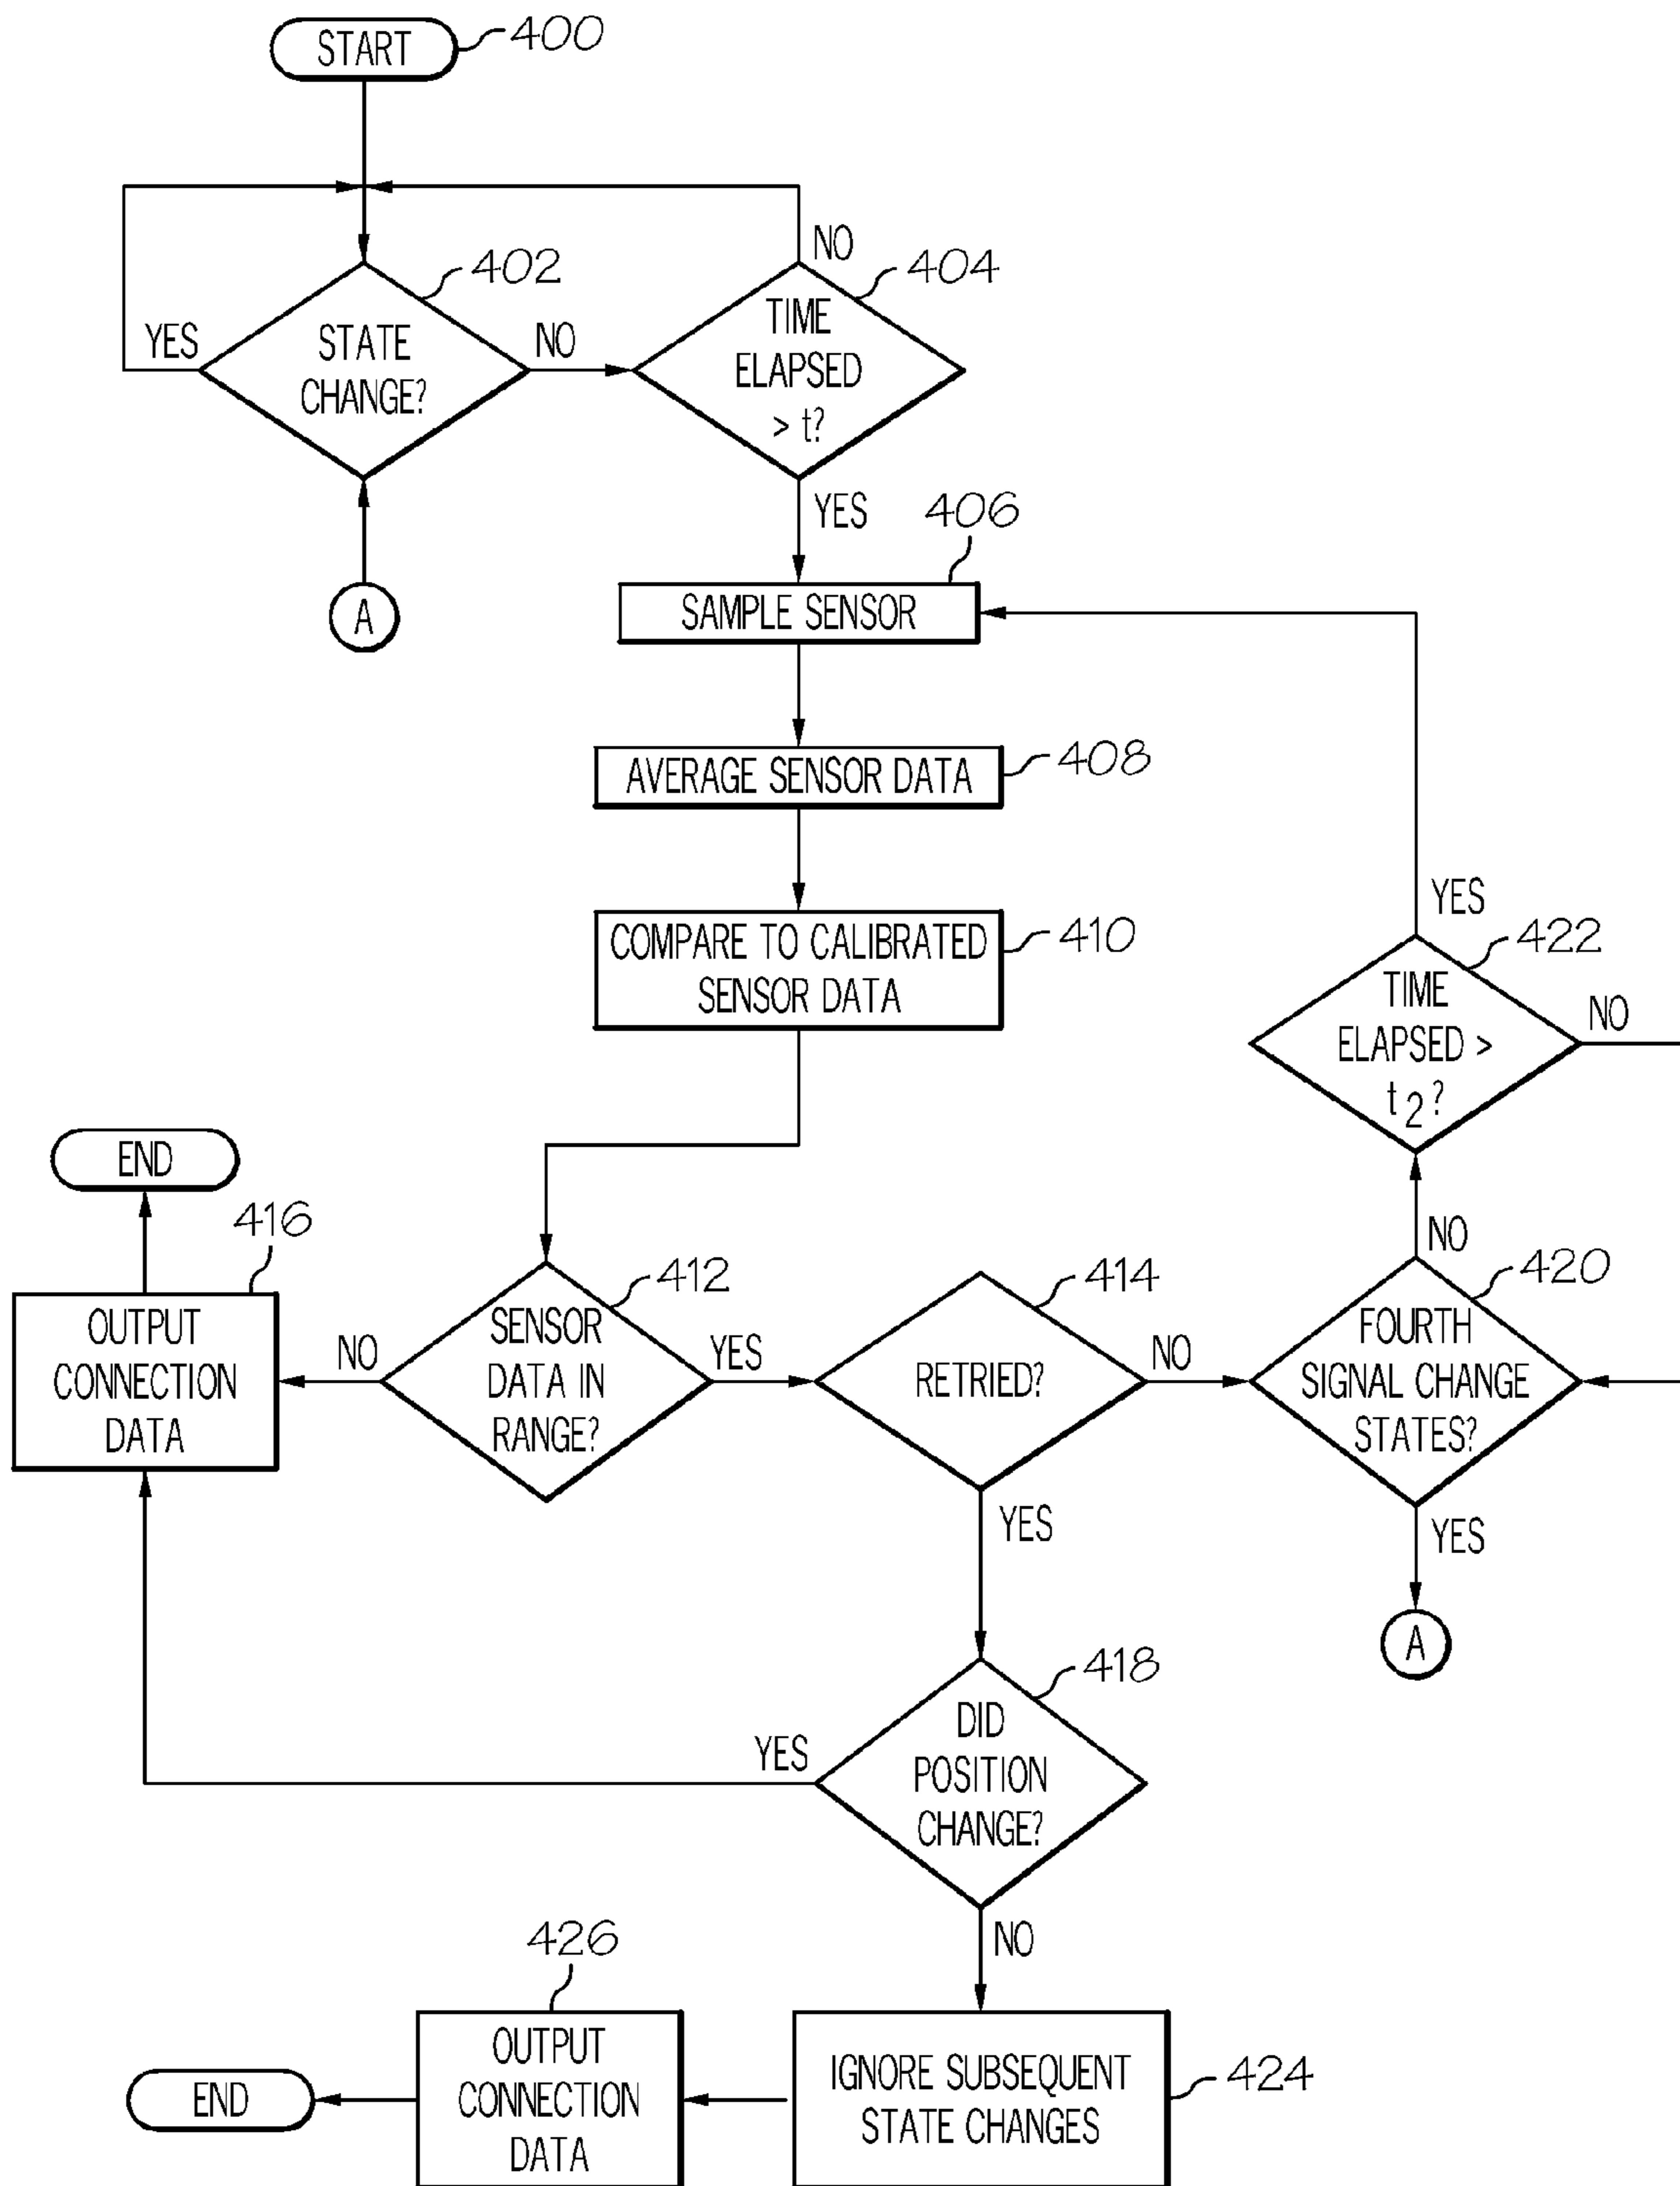 START
400
402
STATE
CHANGE?
YES
NO
404
TIME
ELAPSED
> t?
NO
YES
A
406
SAMPLE SENSOR
AVERAGE SENSOR DATA
408
COMPARE TO CALIBRATED
SENSOR DATA
410
YES
422
TIME
ELAPSED >
t2?
NO
END
416
OUTPUT
CONNECTION
DATA
NO
412
SENSOR
DATA IN
RANGE?
YES
414
RETRIED?
NO
YES
NO
420
FOURTH
SIGNAL CHANGE
STATES?
YES
A
418
DID
POSITION
CHANGE?
YES
NO
426
OUTPUT
CONNECTION
DATA
END
IGNORE SUBSEQUENT
STATE CHANGES
424